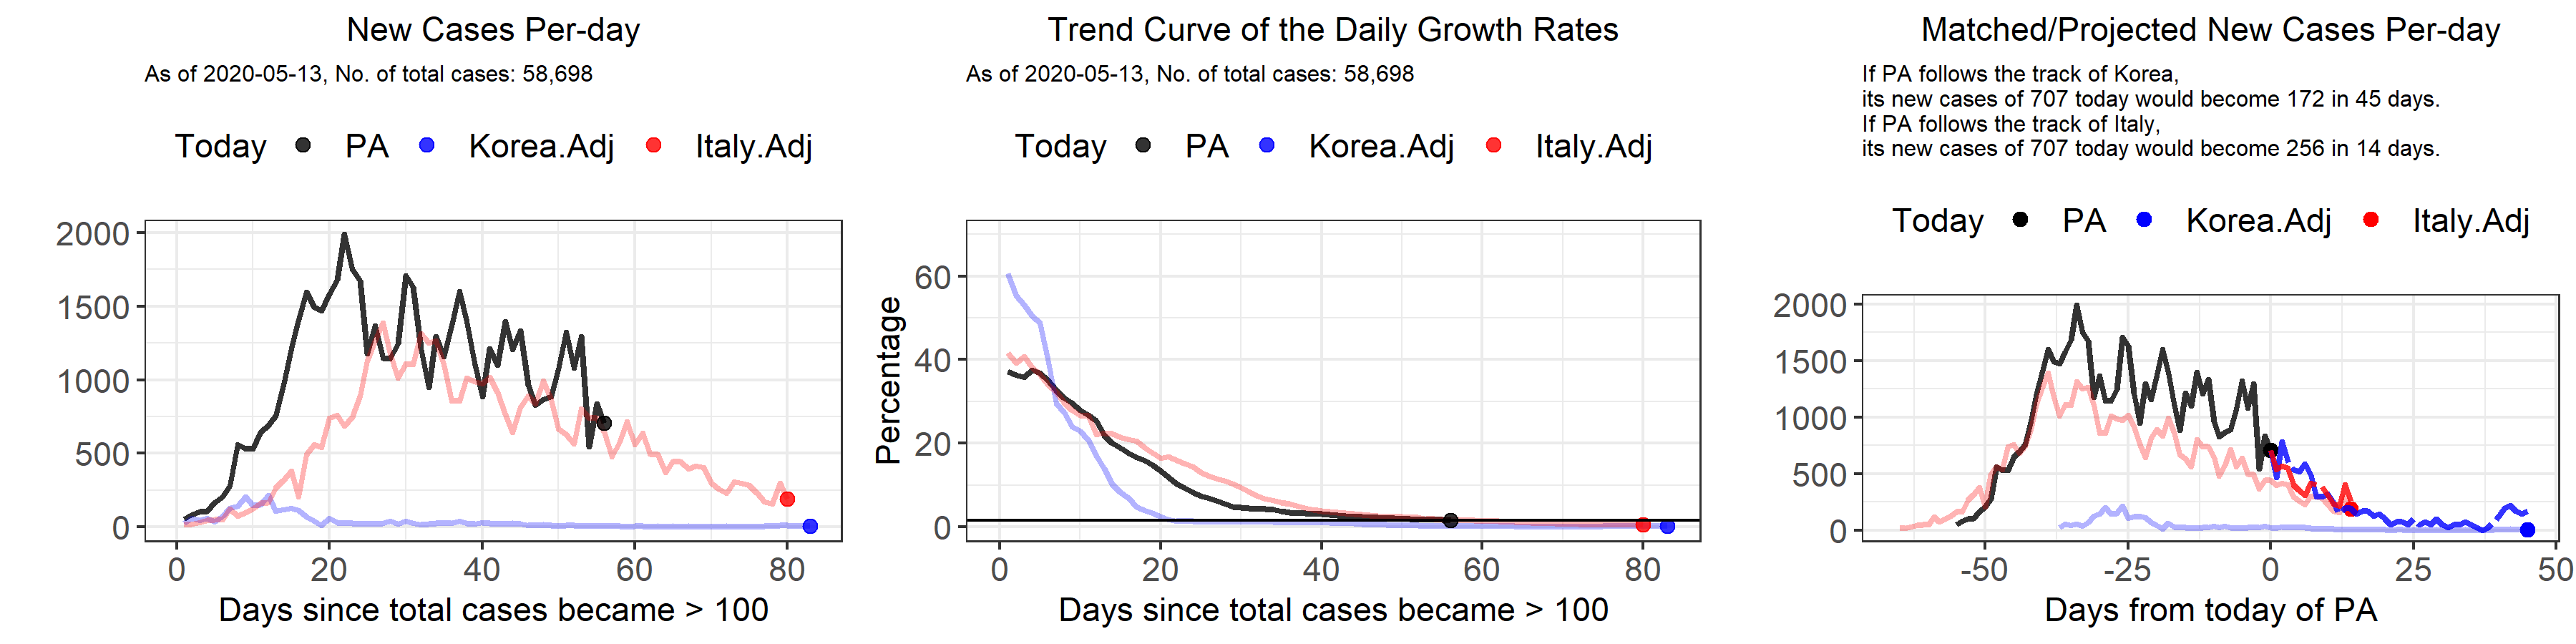 New Cases Per-day
As of 2020-05-13, No. of total cases: 58,698
Today PA Korea.Adj Italy.Adj
2000
1500
1000
500
0
0 20 40 60 80
Days since total cases became > 100
Trend Curve of the Daily Growth Rates
As of 2020-05-13, No. of total cases: 58,698
Today PA Korea.Adj Italy.Adj
Percentage
60
40
20
0
0 20 40 60 80
Days since total cases became > 100
Matched/Projected New Cases Per-day
If PA follows the track of Korea,
its new cases of 707 today would become 172 in 45 days.
If PA follows the track of Italy,
its new cases of 707 today would become 256 in 14 days.
Today PA Korea.Adj Italy.Adj
2000
1500
1000
500
0
-50 -25 0 25 50
Days from today of PA